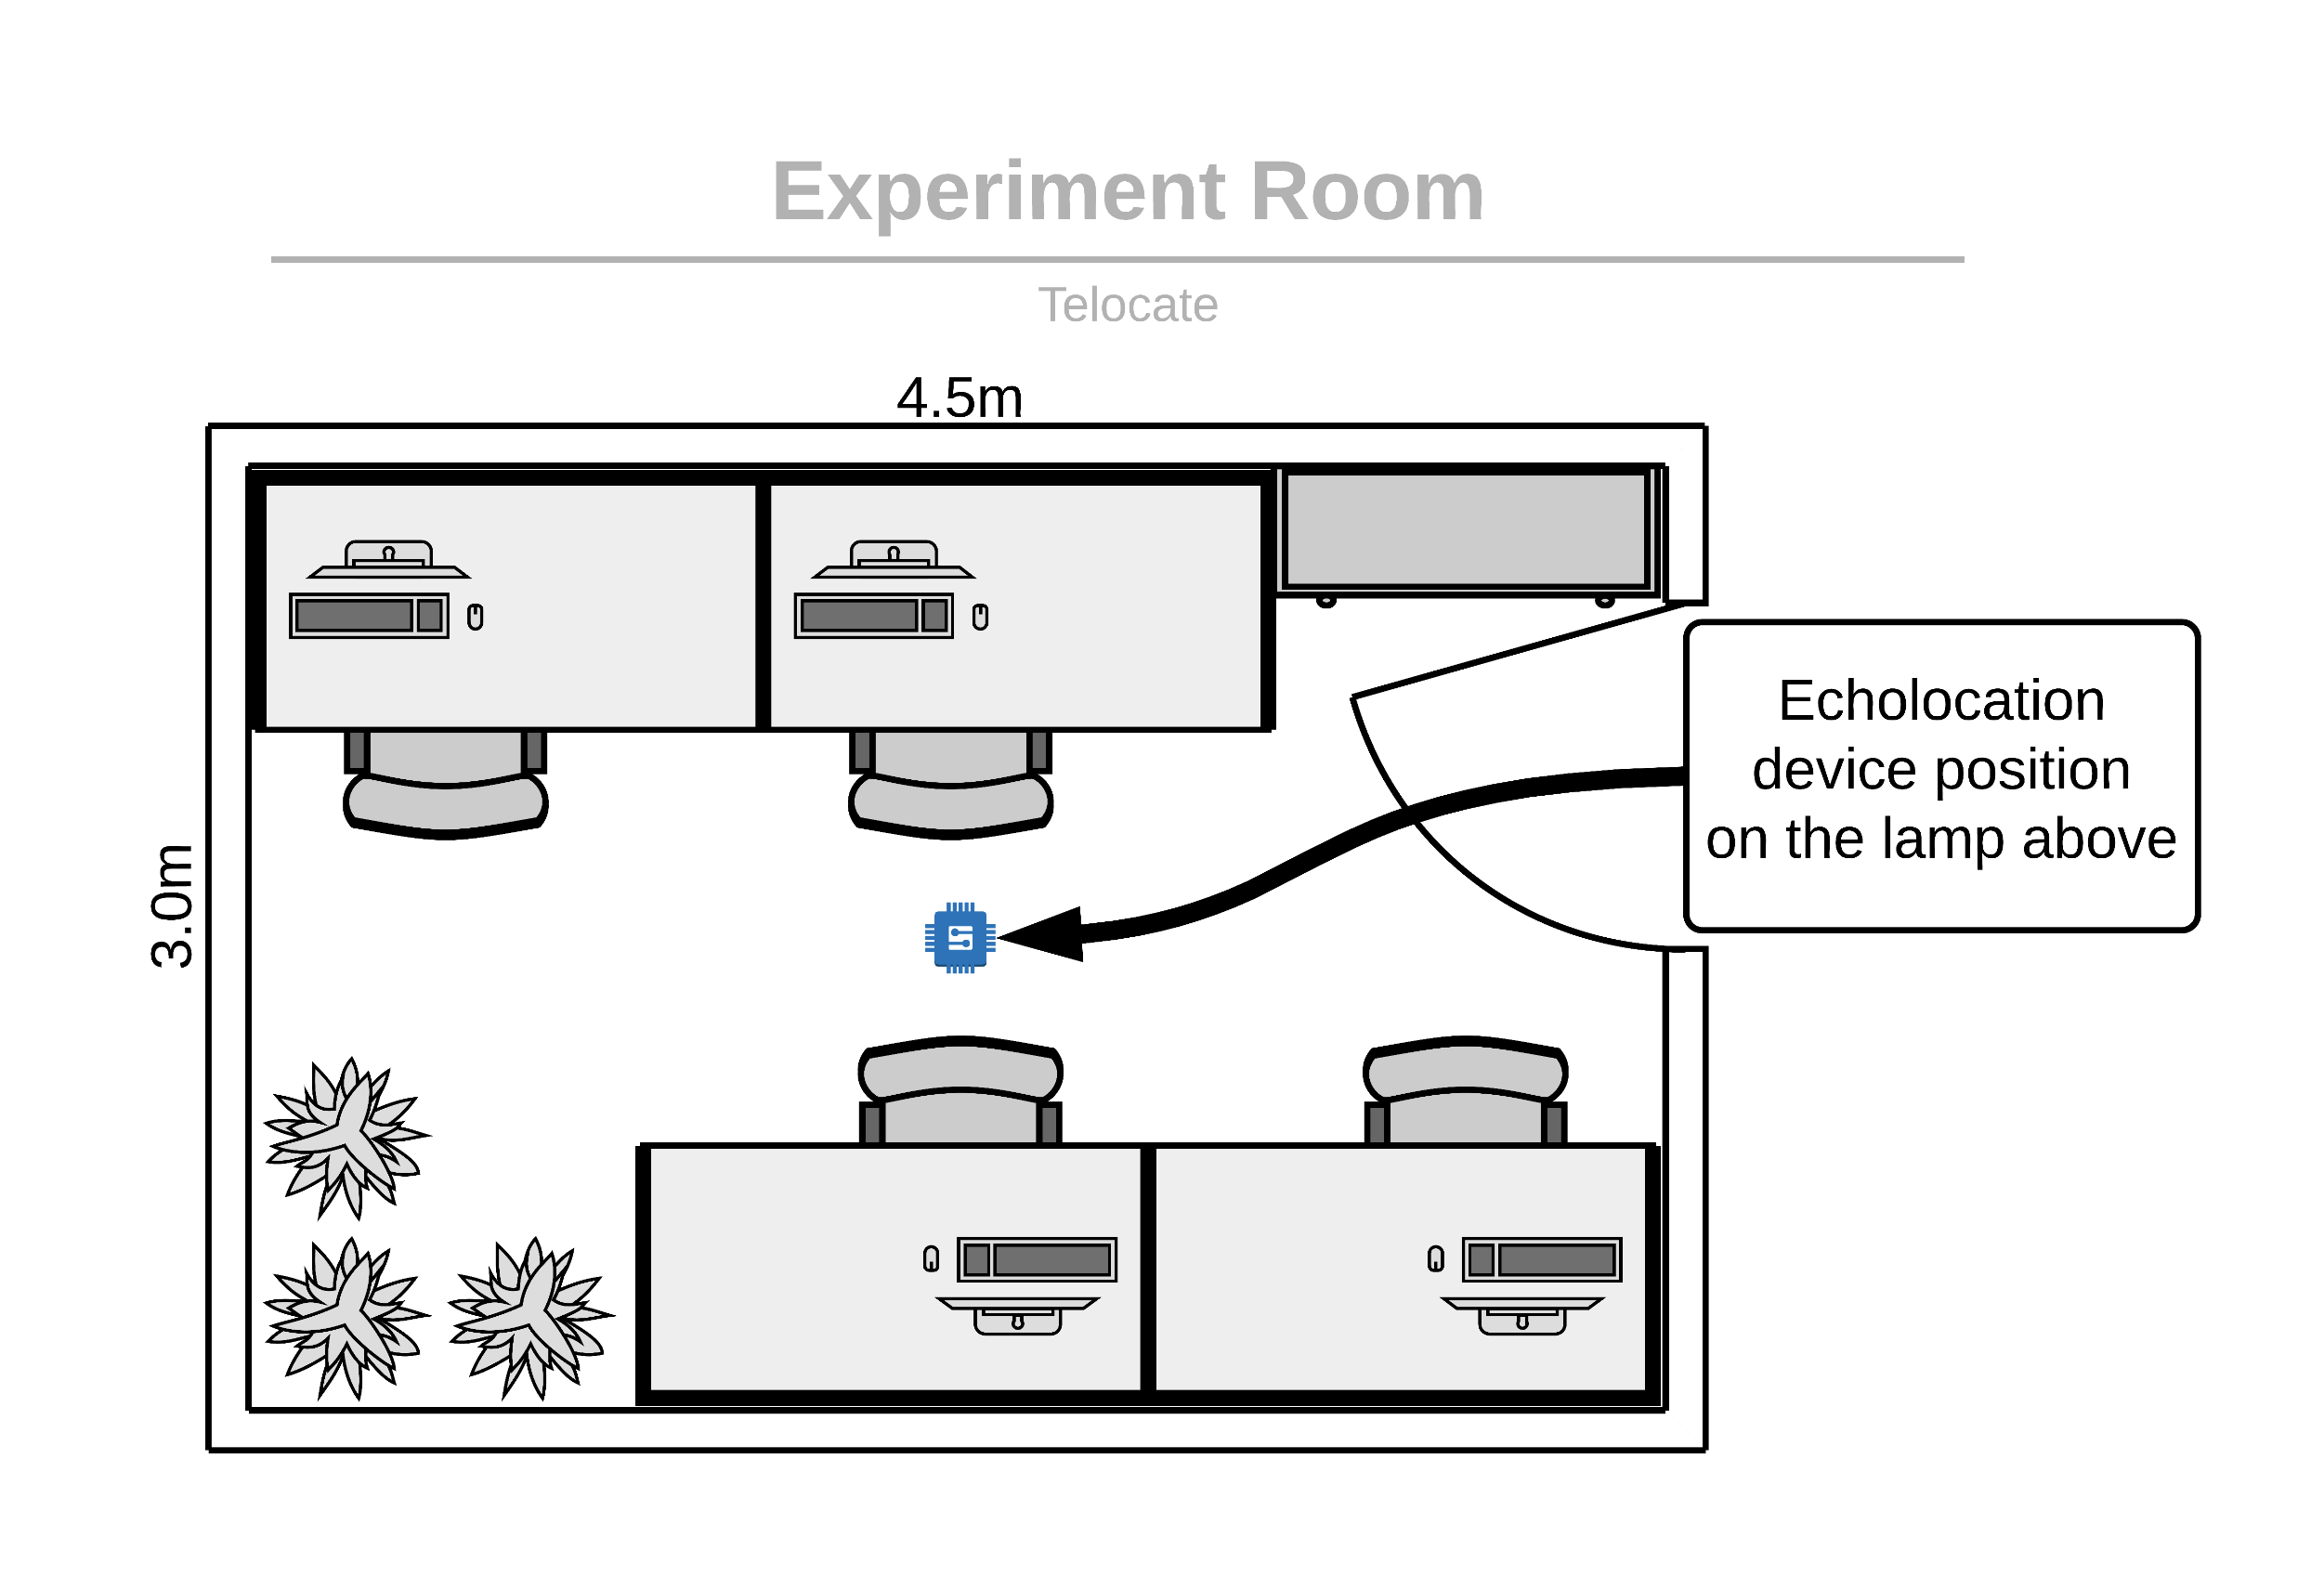 Experiment Room
Telocate
4.5m
3.0m
Echolocation
device position
on the lamp above